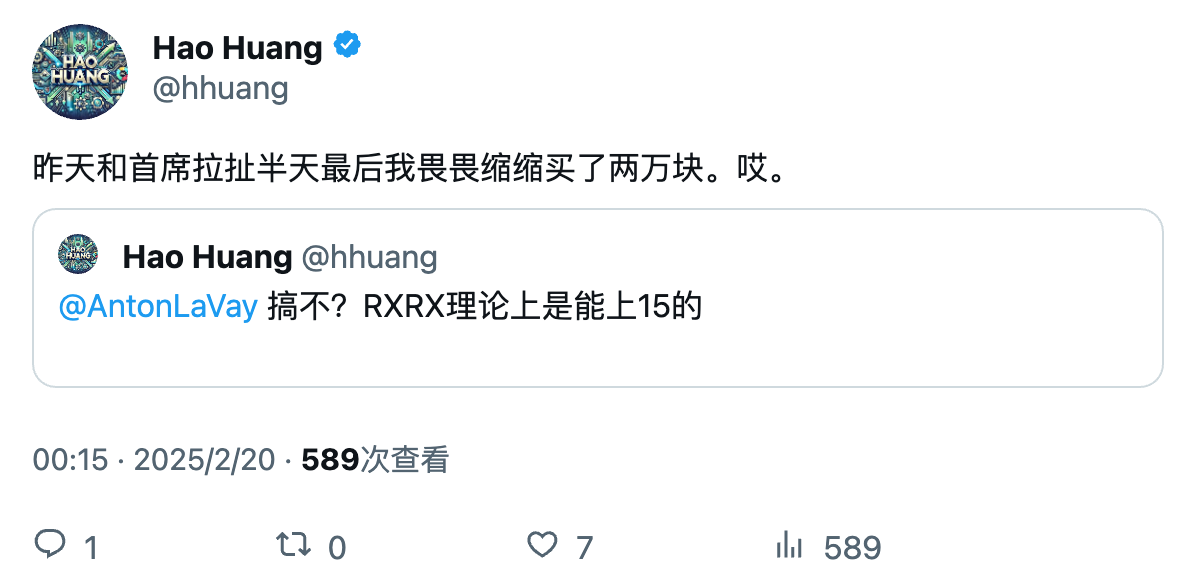 HAO
HUANG
Hao Huang
@hhuang
昨天和首席拉扯半天最后我畏畏缩缩买了两万块。哎。
HAO
HUANG
Hao Huang @hhuang
@AntonLaVay 搞不？RXRX理论上是能上15的
00:15 · 2025/2/20 · 589次查看
1 0 7 589